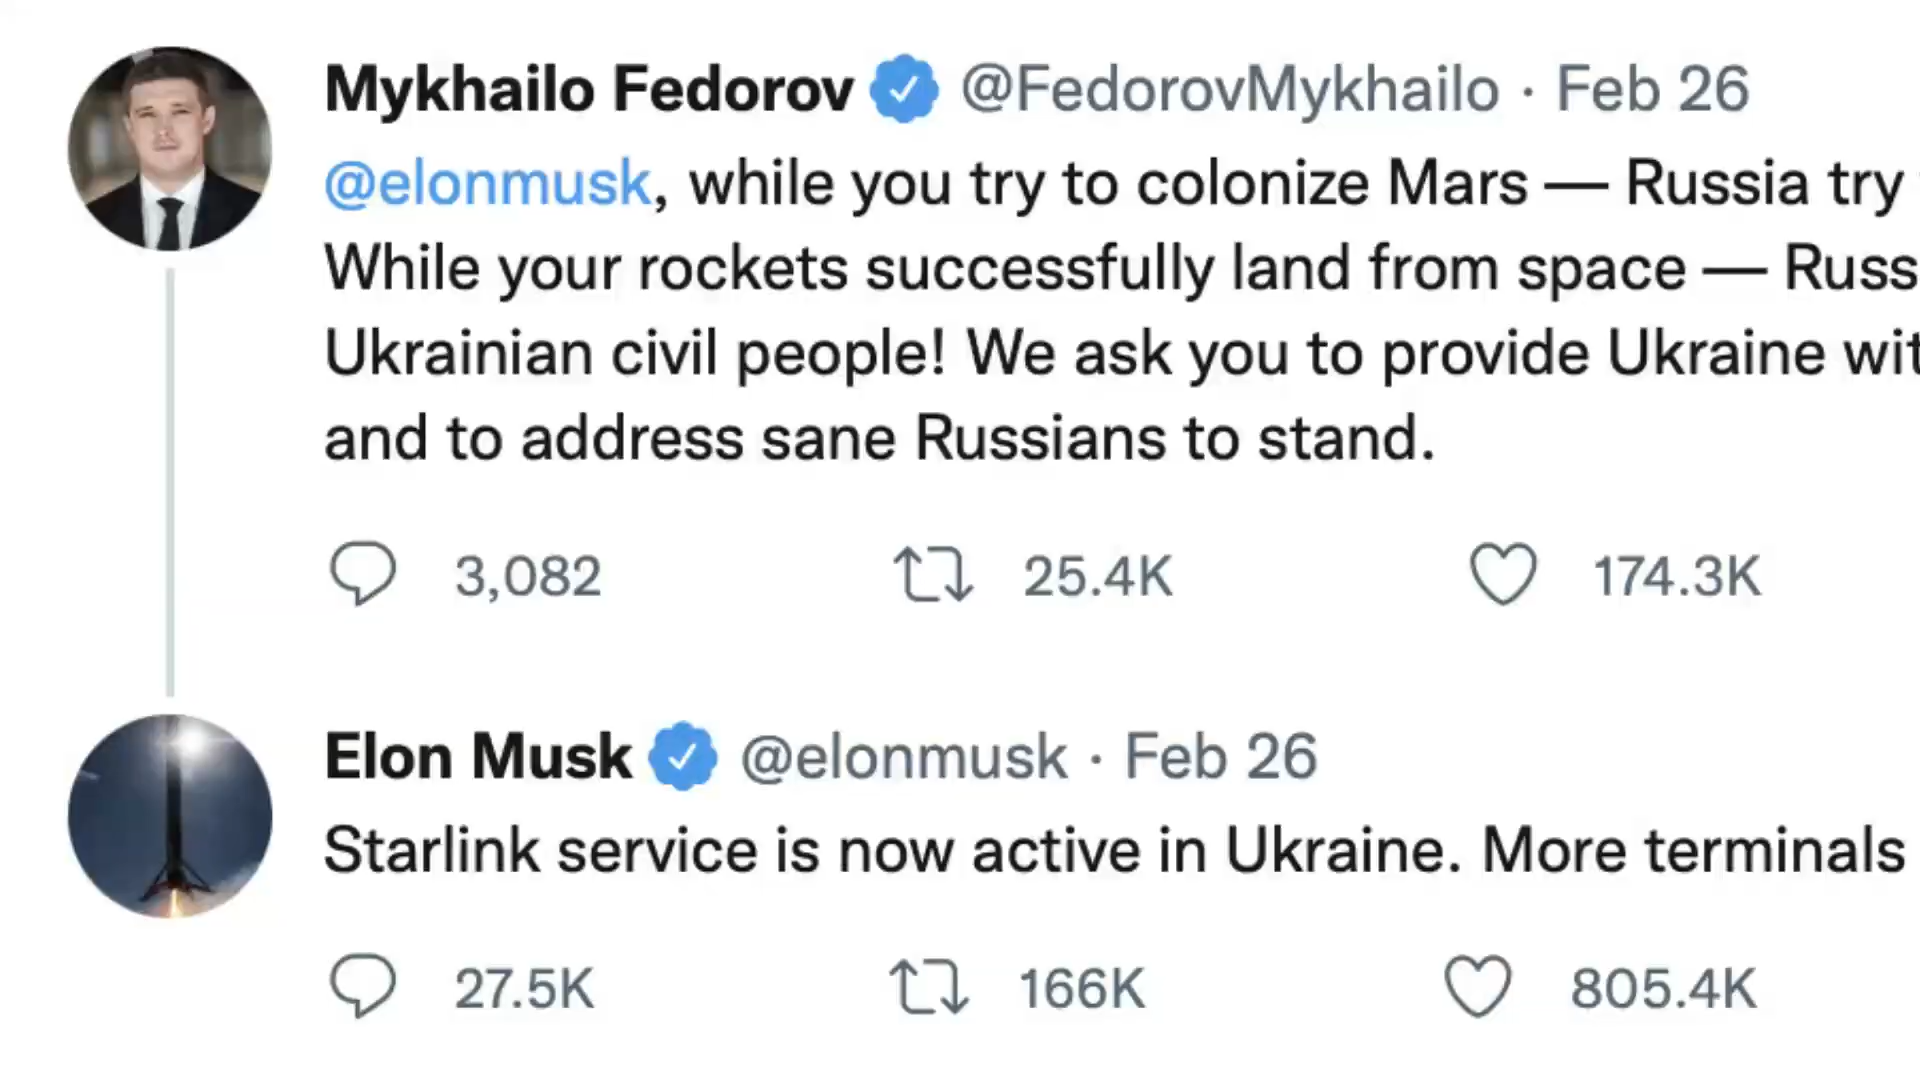 Mykhailo Fedorov @FedorovMykhailo · Feb 26
@elonmusk, while you try to colonize Mars — Russia try
While your rockets successfully land from space — Russ
Ukrainian civil people! We ask you to provide Ukraine wit
and to address sane Russians to stand.
3,082 25.4K 174.3K
Elon Musk @elonmusk · Feb 26
Starlink service is now active in Ukraine. More terminals
27.5K 166K 805.4K